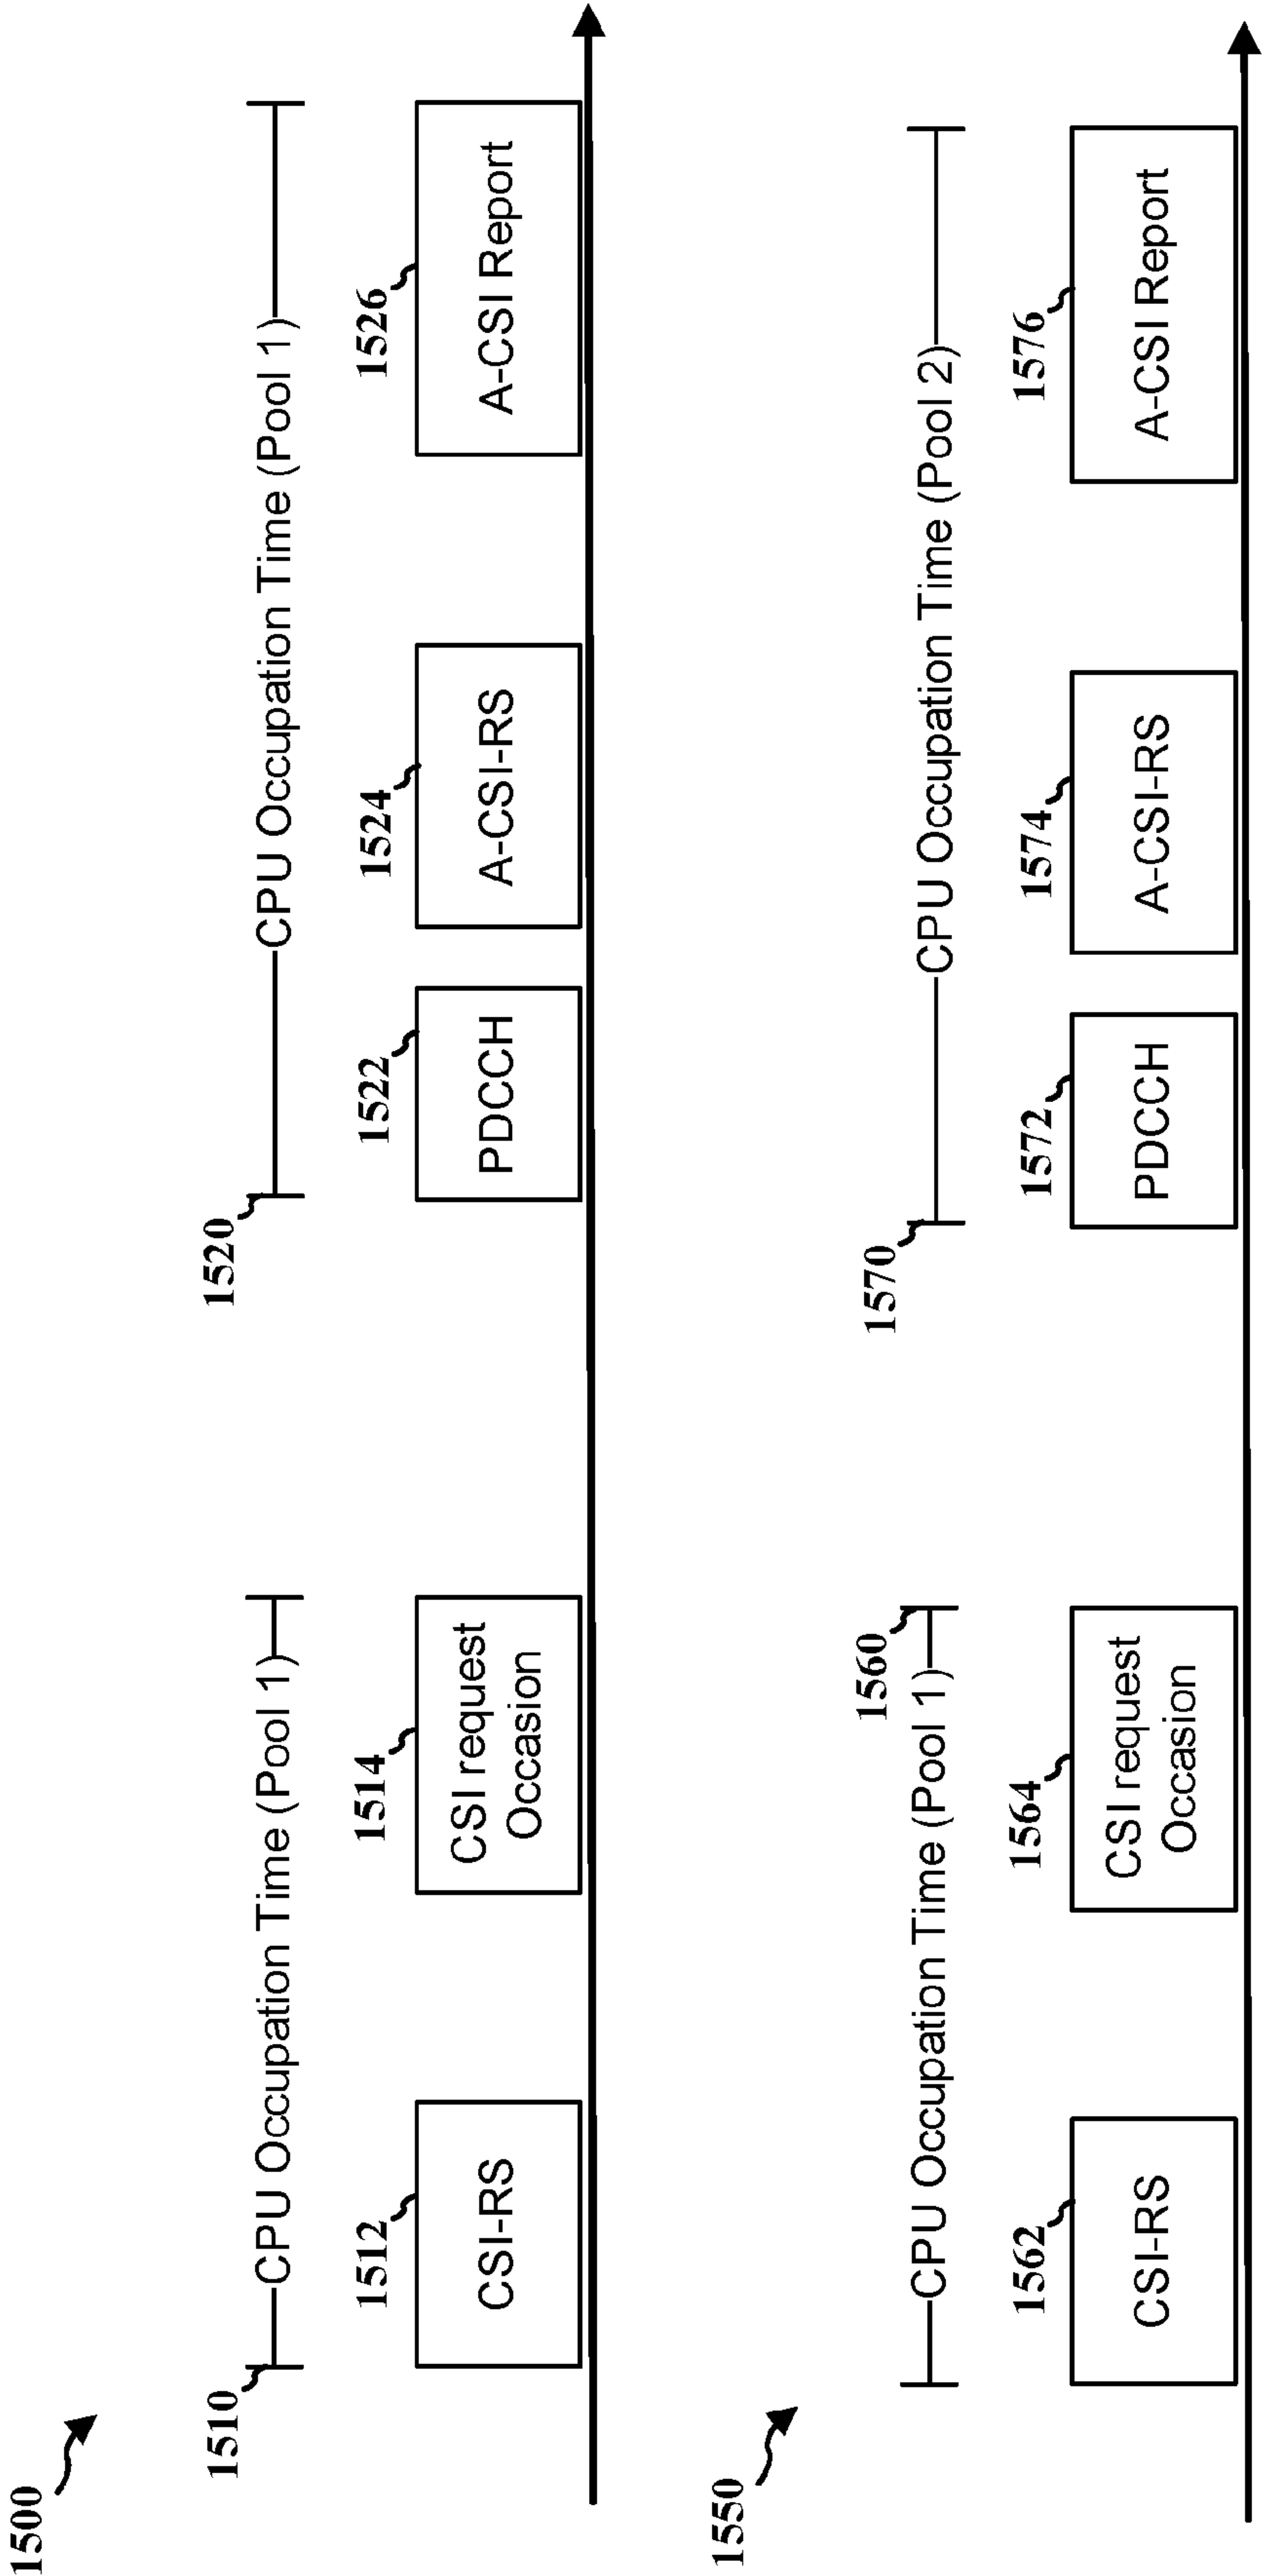 1500
1510
CPU Occupation Time (Pool 1)
1520
CPU Occupation Time (Pool 1)
1512
1514
1522
1524
1526
CSI-RS
CSI request
Occasion
PDCCH
A-CSI-RS
A-CSI Report
1550
CPU Occupation Time (Pool 1)
1560
1570
CPU Occupation Time (Pool 2)
1562
1564
1572
1574
1576
CSI-RS
CSI request
Occasion
PDCCH
A-CSI-RS
A-CSI Report